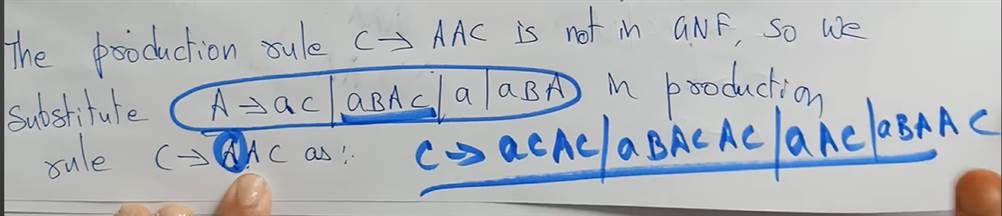 The production rule C → AAC is not in GNF, so we
substitute A → aC | aBAC | a | aBA in production
rule C → AAC as:. C → aCAC | aBACAC | aAC | aBAAC